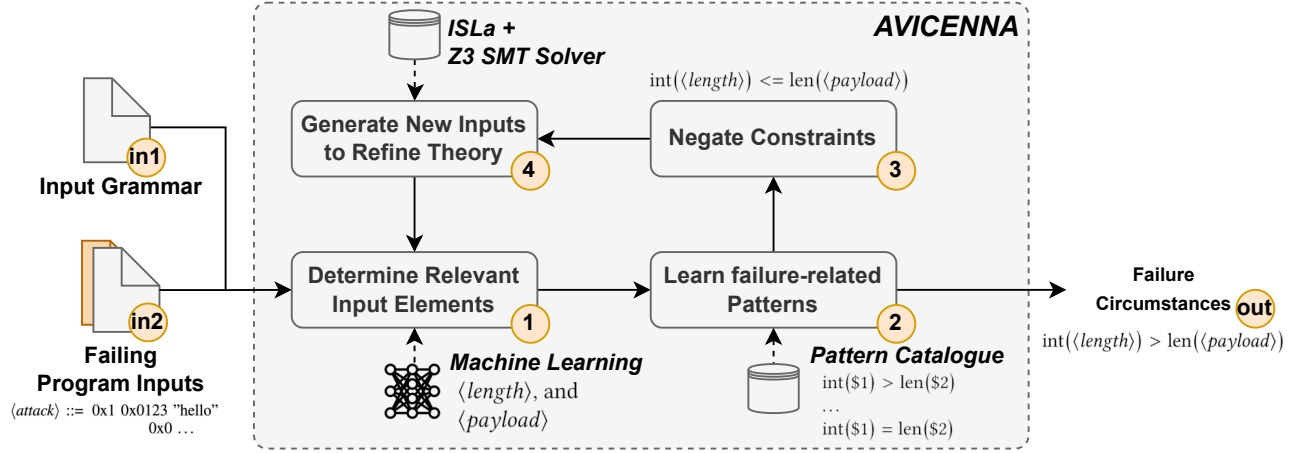 AVICENNA
ISLa +
Z3 SMT Solver
int(⟨length⟩) <= len(⟨payload⟩)
Generate New Inputs
to Refine Theory
4
Negate Constraints
3
in1
Input Grammar
in2
Failing
Program Inputs
⟨attack⟩ ::= 0x1 0x0123 "hello"
0x0 ...
Determine Relevant
Input Elements
1
Machine Learning
⟨length⟩, and
⟨payload⟩
Learn failure-related
Patterns
2
Pattern Catalogue
int($1) > len($2)
...
int($1) = len($2)
Failure
Circumstances
out
int(⟨length⟩) > len(⟨payload⟩)